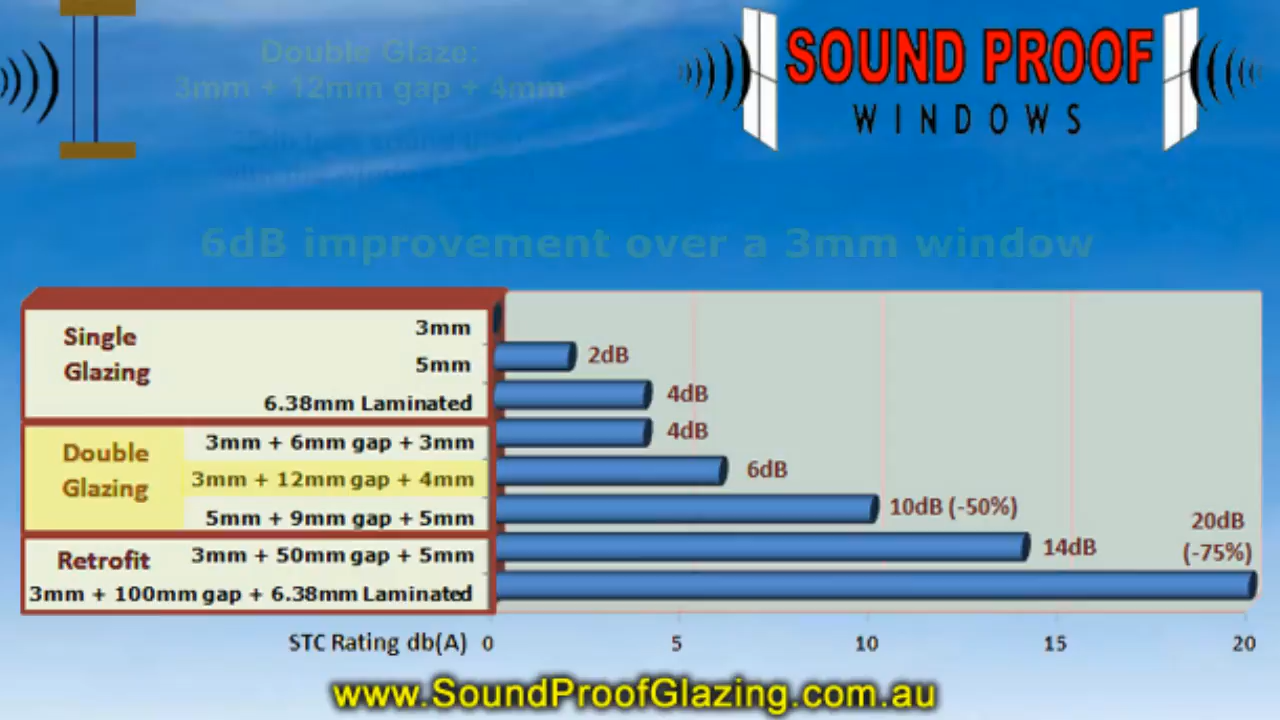 Double Glaze:
3mm + 12mm gap + 4mm
SOUND PROOF
WINDOWS
6dB improvement over a 3mm window
Single
Glazing
3mm
5mm
2dB
6.38mm Laminated
4dB
Double
Glazing
3mm + 6mm gap + 3mm
4dB
3mm + 12mm gap + 4mm
6dB
5mm + 9mm gap + 5mm
10dB (-50%)
Retrofit
3mm + 50mm gap + 5mm
14dB
3mm + 100mm gap + 6.38mm Laminated
20dB
(-75%)
STC Rating db(A) 0 5 10 15 20
www.SoundProofGlazing.com.au